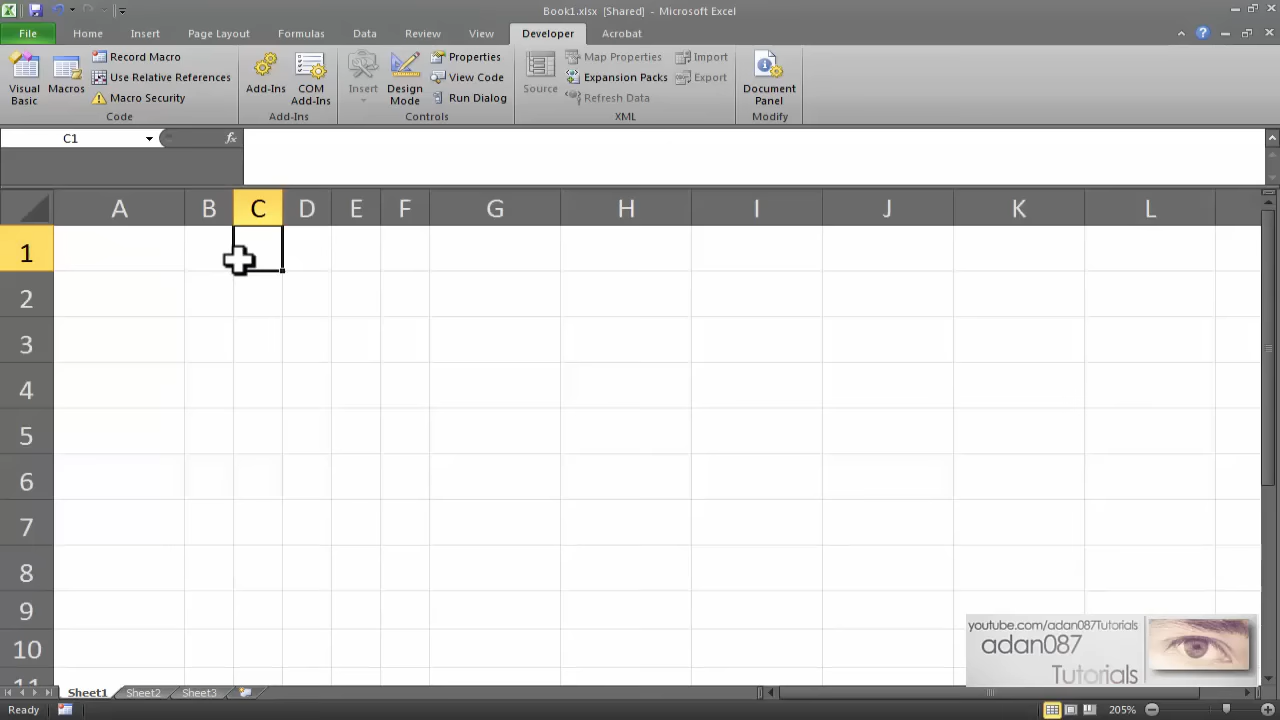 Book1.xlsx [Shared] - Microsoft Excel
File Home Insert Page Layout Formulas Data Review View Developer Acrobat
Visual Basic
Macros
Record Macro
Use Relative References
Macro Security
Code
Add-Ins
COM Add-Ins
Add-Ins
Insert
Design Mode
Properties
View Code
Run Dialog
Controls
Source
Map Properties
Expansion Packs
Refresh Data
Import
Export
XML
Document Panel
Modify
C1
fx
A B C D E F G H I J K L
1
2
3
4
5
6
7
8
9
10
11
youtube.com/adan087Tutorials
adan087
Tutorials
Sheet1 Sheet2 Sheet3
Ready
205%